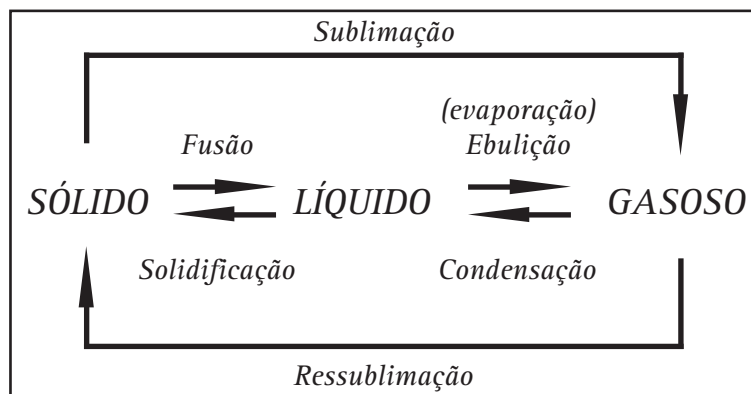 Sublimação
(evaporação)
Fusão
Ebulição
SÓLIDO
LÍQUIDO
GASOSO
Solidificação
Condensação
Ressublimação